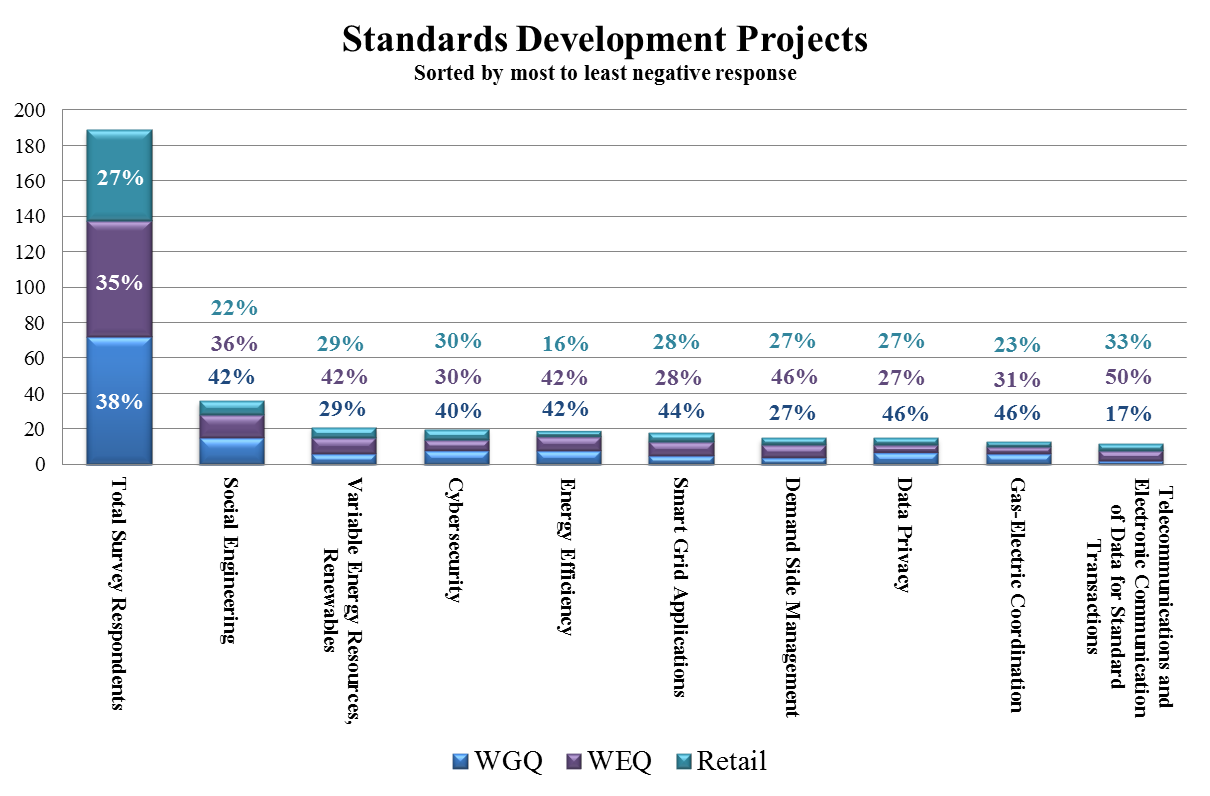 Standards Development Projects
Sorted by most to least negative response
200
180
160
140
120
100
80
60
40
20
0
27%
35%
38%
22%
36%
42%
29%
42%
29%
30%
30%
40%
16%
42%
42%
28%
28%
44%
27%
46%
27%
27%
27%
46%
23%
31%
46%
33%
50%
17%
Total Survey Respondents
Social Engineering
Variable Energy Resources,
Renewables
Cybersecurity
Energy Efficiency
Smart Grid Applications
Demand Side Management
Data Privacy
Gas-Electric Coordination
Telecommunications and
Electronic Communication
of Data for Standard
Transactions
WGQ
WEQ
Retail